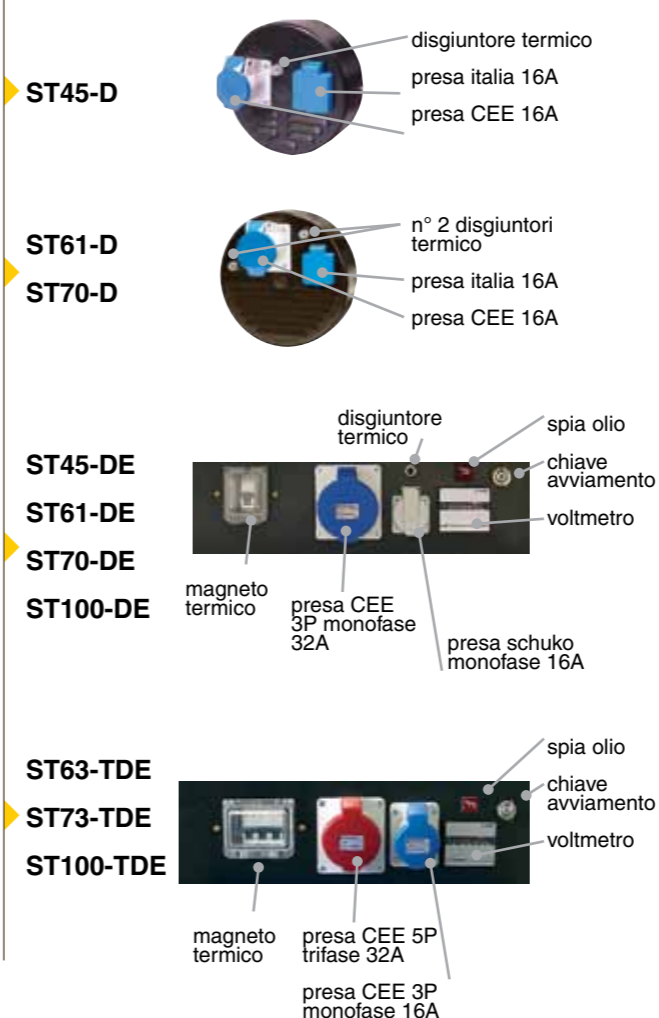 ST45-D
disgiuntore termico
presa italia 16A
presa CEE 16A
ST61-D
ST70-D
n° 2 disgiuntori
termico
presa italia 16A
presa CEE 16A
ST45-DE
ST61-DE
ST70-DE
ST100-DE
disgiuntore
termico
spia olio
chiave
avviamento
voltmetro
magneto
termico
presa CEE
3P monofase
32A
presa schuko
monofase 16A
ST63-TDE
ST73-TDE
ST100-TDE
spia olio
chiave
avviamento
voltmetro
magneto
termico
presa CEE 5P
trifase 32A
presa CEE 3P
monofase 16A